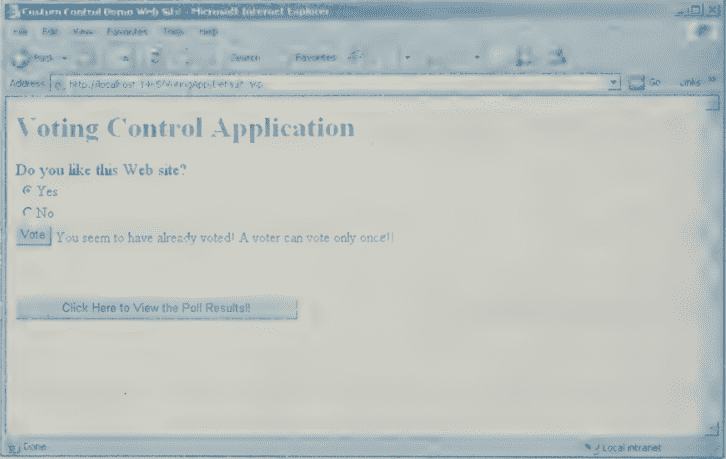 Custom Control Demo Web Site - Microsoft Internet Explorer
File Edit View Favorites Tools Help
Back Search Favorites
Address Go Links
Voting Control Application
Do you like this Web site?
Yes
No
Vote You seem to have already voted! A voter can vote only once!!
Click Here to View the Poll Results!!
Done Local intranet